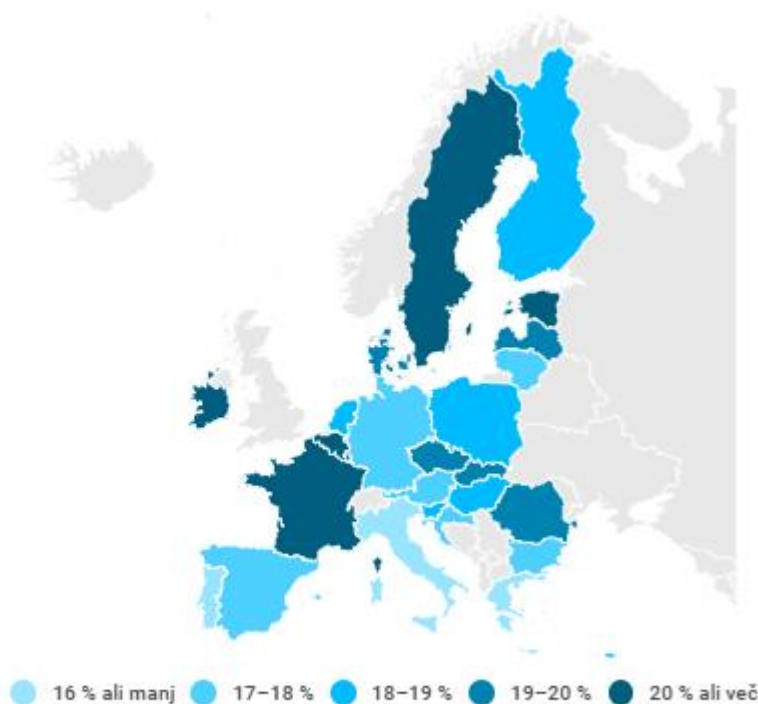 16 % ali manj 17–18 % 18–19 % 19–20 % 20 % ali več